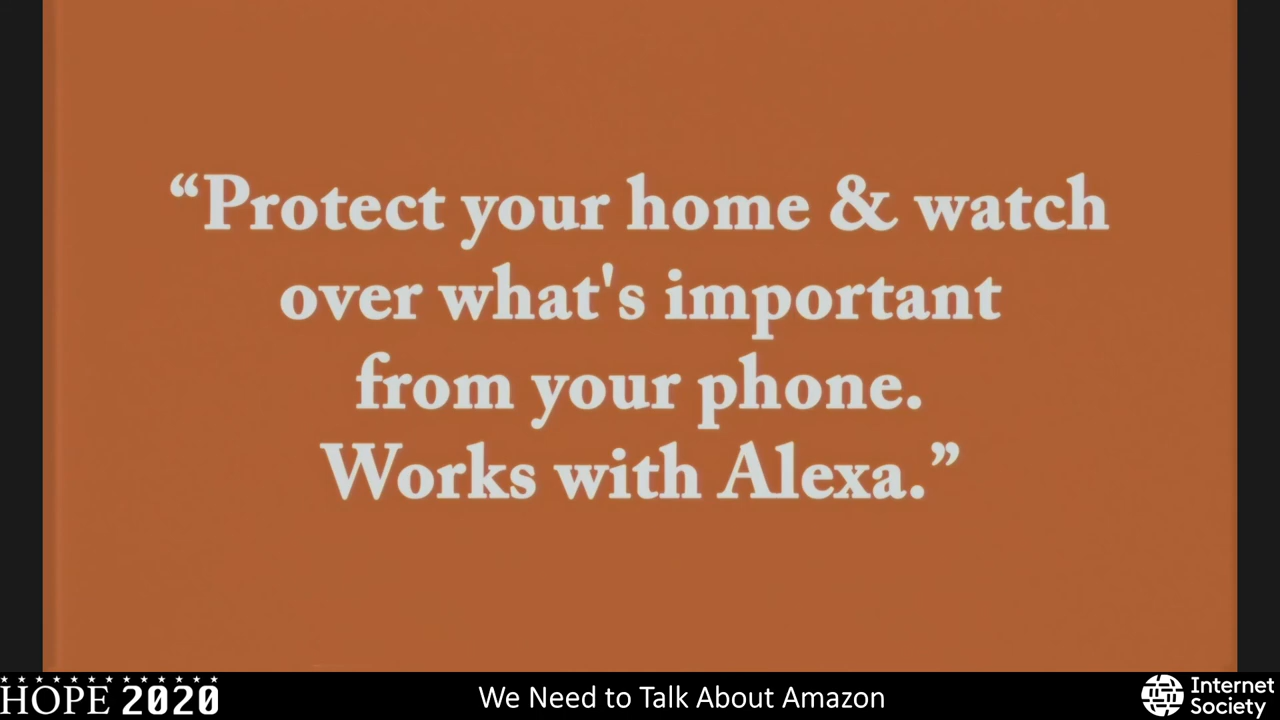 “Protect your home & watch
over what's important
from your phone.
Works with Alexa.”
HOPE 2020
We Need to Talk About Amazon
Internet
Society